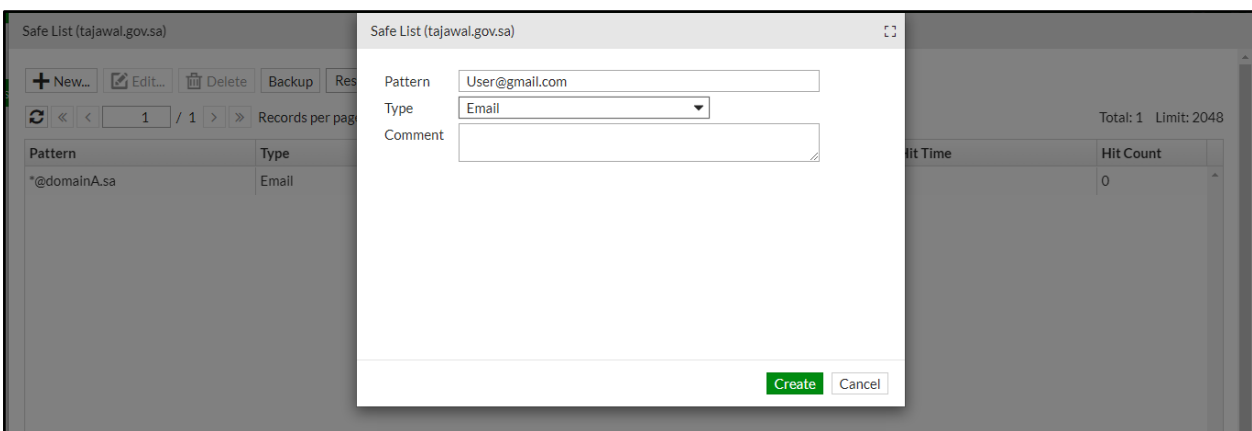 Safe List (tajawal.gov.sa)
New... Edit... Delete Backup Res
1 / 1 Records per page
Total: 1 Limit: 2048
Pattern Type Hit Time Hit Count
*@domainA.sa Email 0
Safe List (tajawal.gov.sa)
Pattern User@gmail.com
Type Email
Comment
Create Cancel